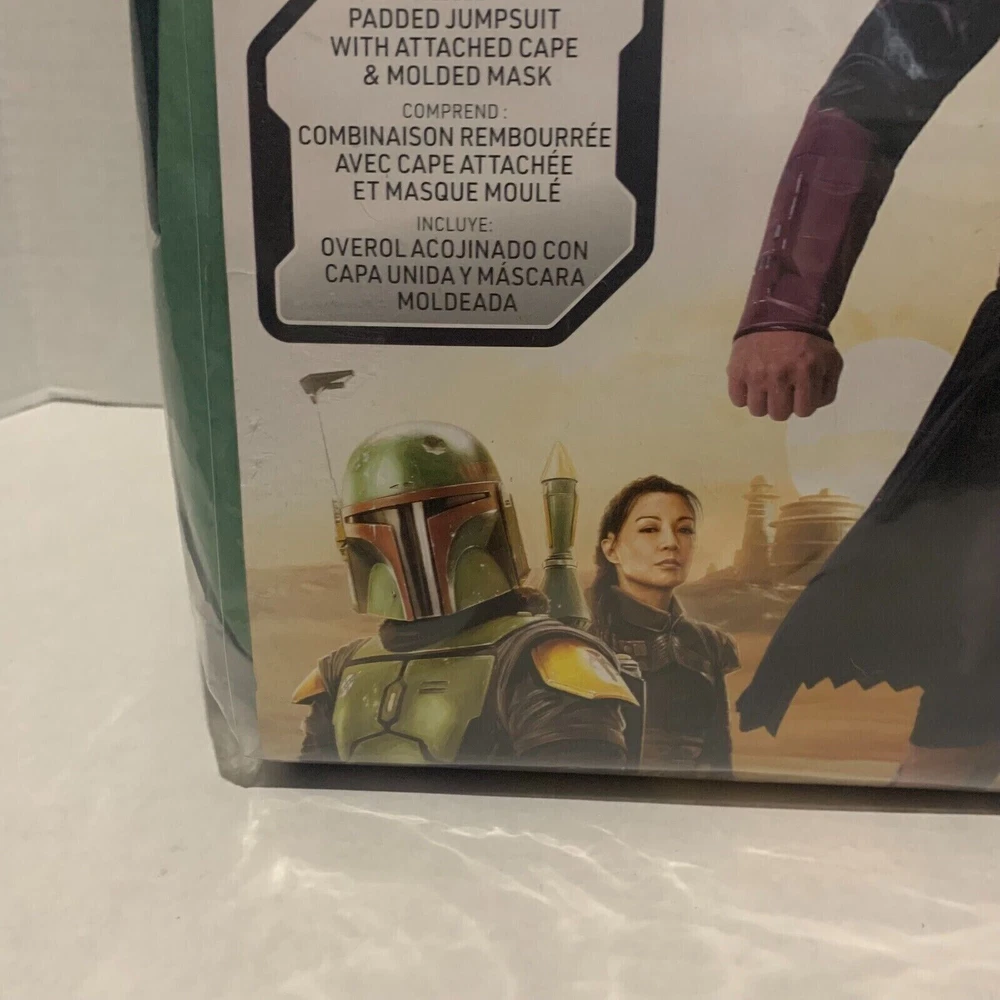 PADDED JUMPSUIT
WITH ATTACHED CAPE
& MOLDED MASK
COMPREND :
COMBINAISON REMBOURRÉE
AVEC CAPE ATTACHÉE
ET MASQUE MOULÉ
INCLUYE:
OVEROL ACOJINADO CON
CAPA UNIDA Y MÁSCARA
MOLDEADA